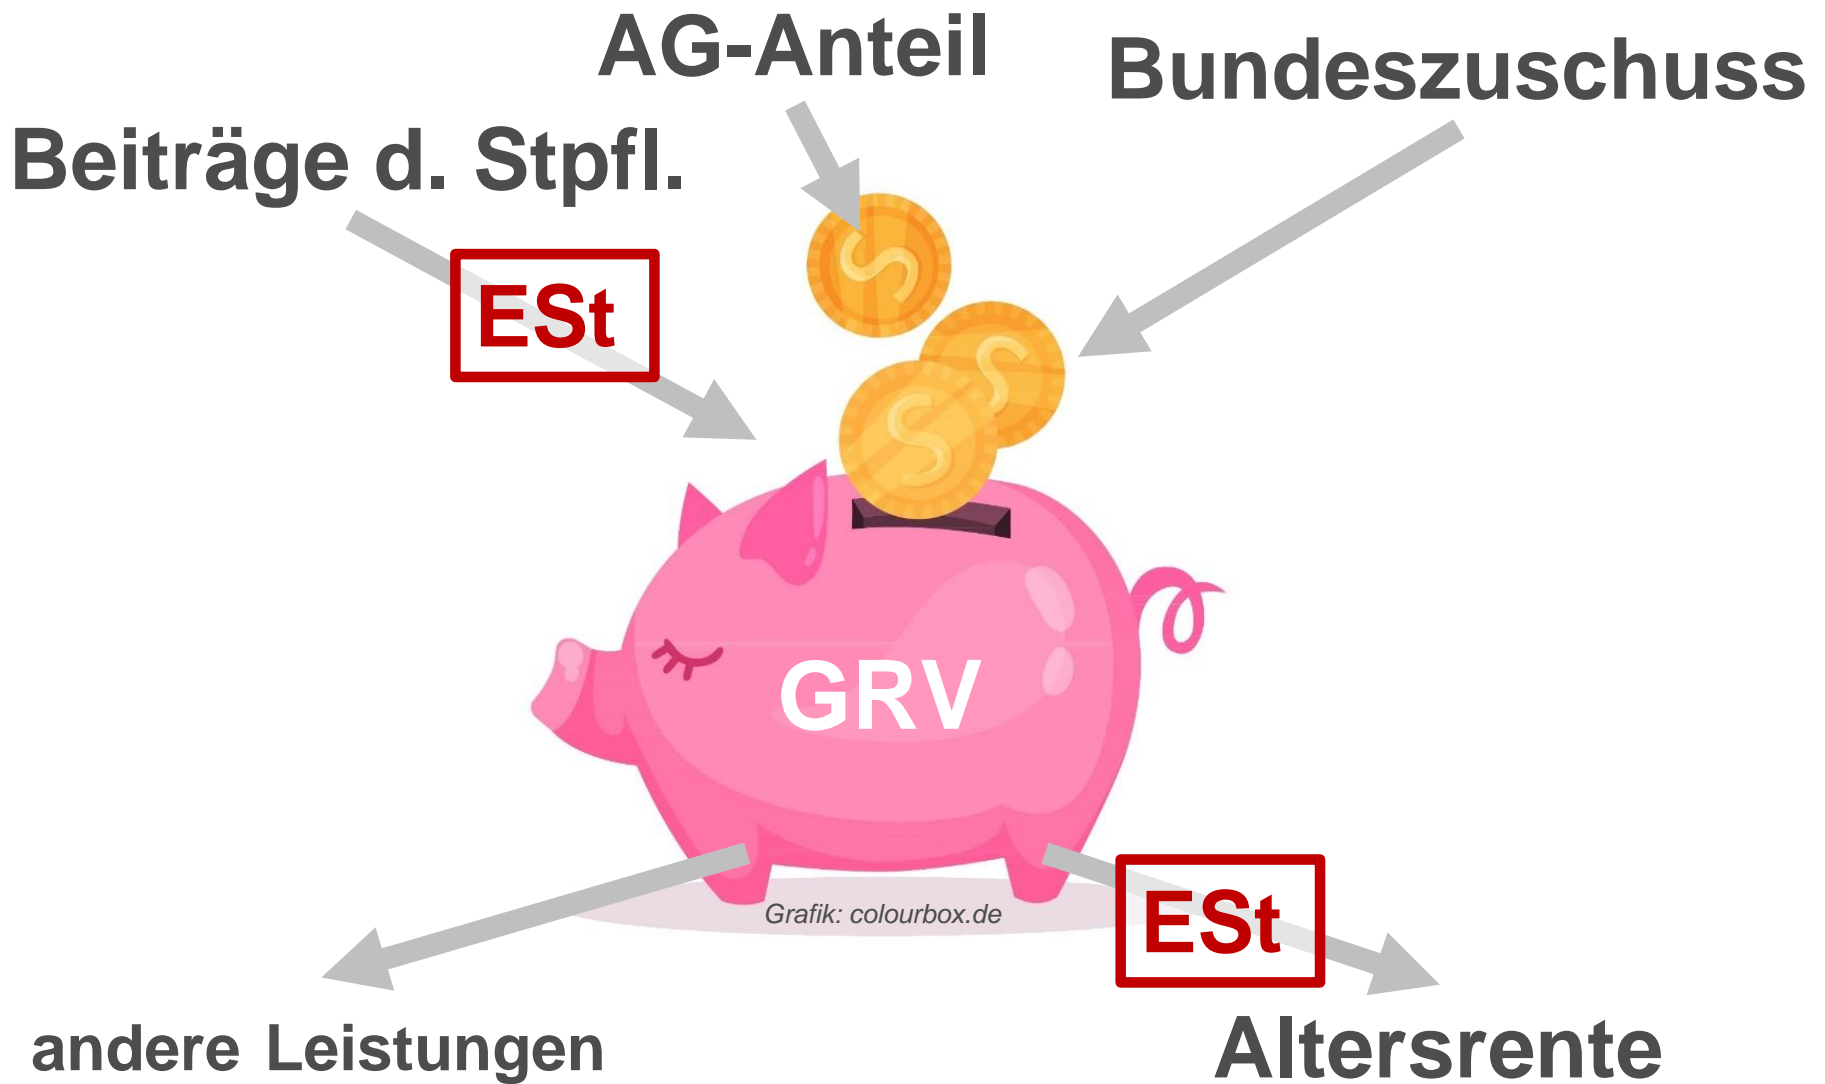 AG-Anteil
Bundeszuschuss
Beiträge d. Stpfl.
ESt
GRV
Grafik: colourbox.de
ESt
andere Leistungen
Altersrente